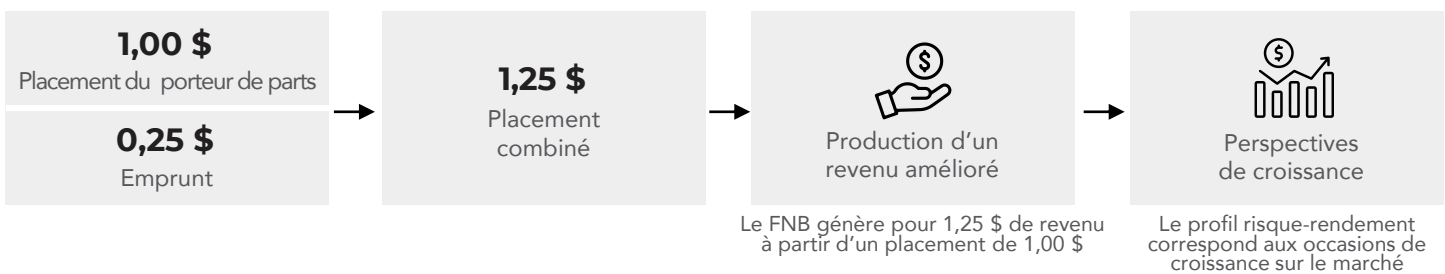 1,00 $
Placement du porteur de parts
0,25 $
Emprunt
1,25 $
Placement
combiné
Production d’un
revenu amélioré
Le FNB génère pour 1,25 $ de revenu
à partir d’un placement de 1,00 $
Perspectives
de croissance
Le profil risque-rendement
correspond aux occasions de
croissance sur le marché